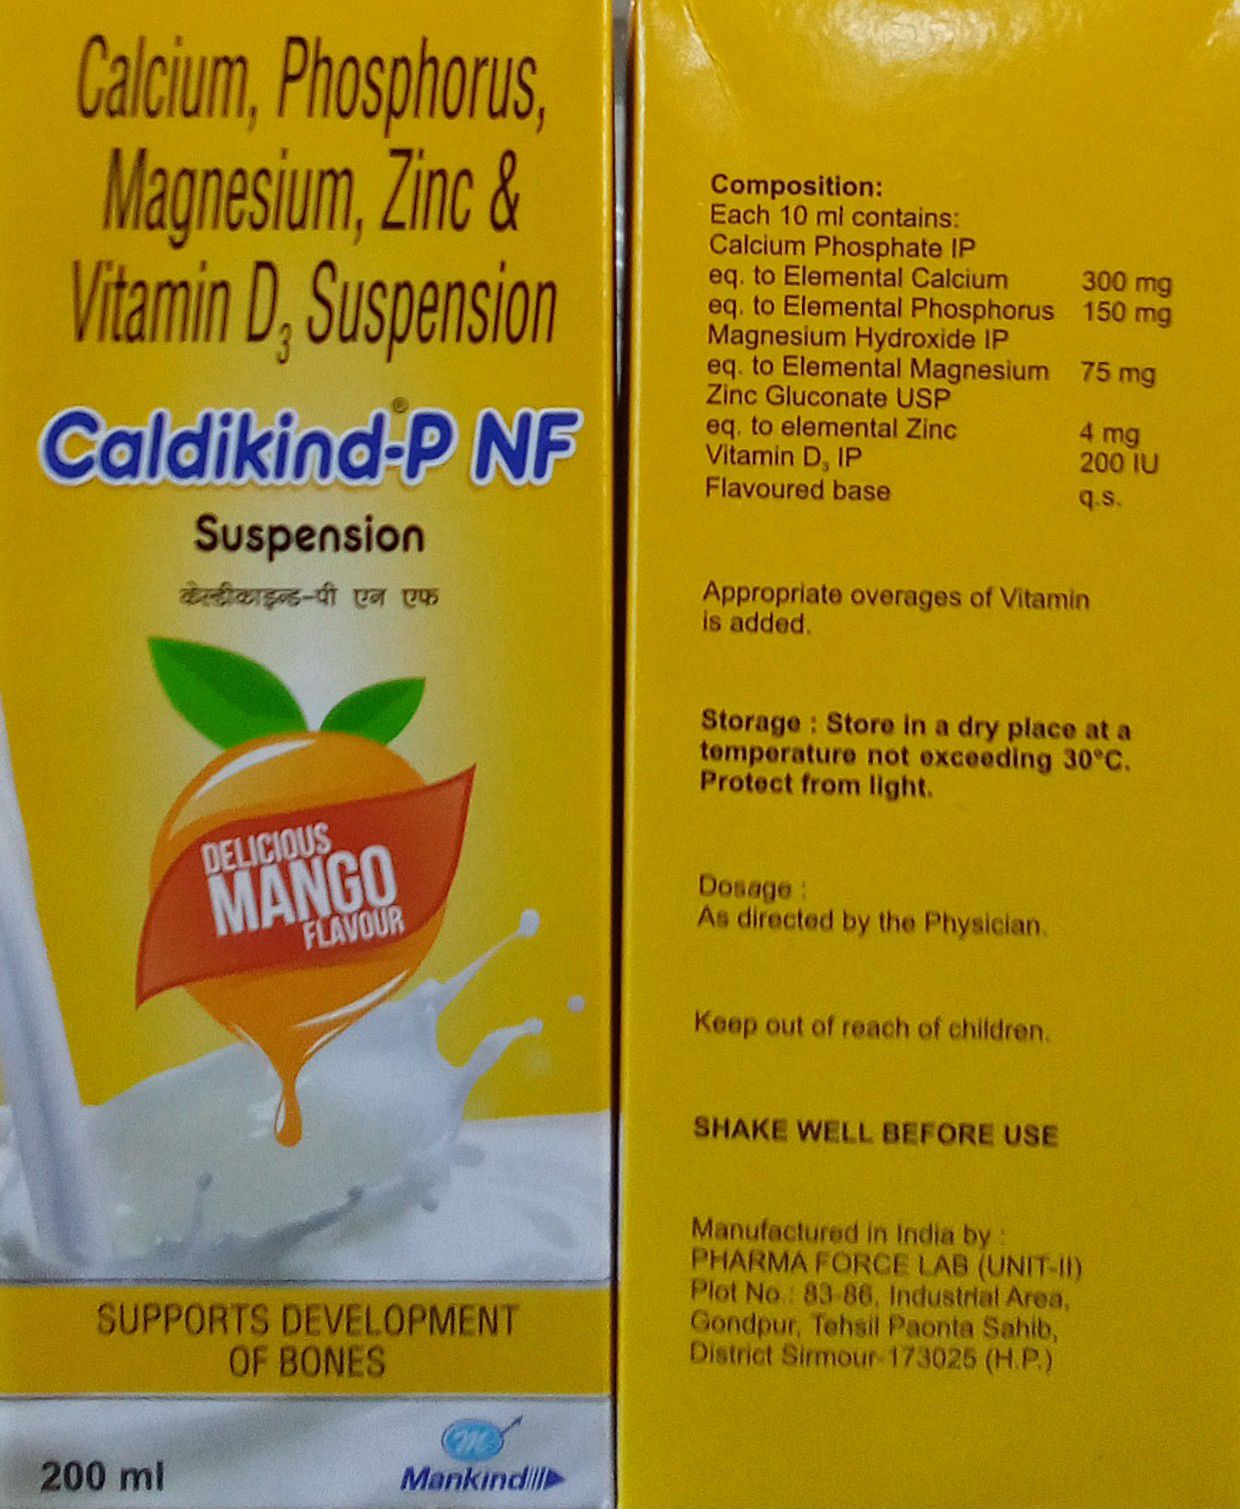 Calcium, Phosphorus,
Magnesium, Zinc &
Vitamin D₃ Suspension
Caldikind®-P NF
Suspension
केल्डीकाइन्ड-पी एन एफ
DELICIOUS
MANGO
FLAVOUR
SUPPORTS DEVELOPMENT
OF BONES
200 ml
Mankind
Composition:
Each 10 ml contains:
Calcium Phosphate IP
eq. to Elemental Calcium 300 mg
eq. to Elemental Phosphorus 150 mg
Magnesium Hydroxide IP
eq. to Elemental Magnesium 75 mg
Zinc Gluconate USP
eq. to elemental Zinc 4 mg
Vitamin D₃ IP 200 IU
Flavoured base q.s.
Appropriate overages of Vitamin
is added.
Storage : Store in a dry place at a
temperature not exceeding 30°C.
Protect from light.
Dosage :
As directed by the Physician.
Keep out of reach of children.
SHAKE WELL BEFORE USE
Manufactured in India by :
PHARMA FORCE LAB (UNIT-II)
Plot No.: 83-86, Industrial Area,
Gondpur, Tehsil Paonta Sahib,
District Sirmour-173025 (H.P.)